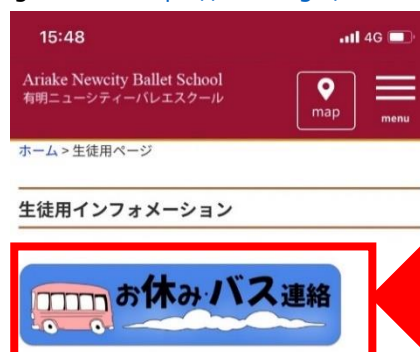 15:48
4G
Ariake Newcity Ballet School
有明ニューシティーバレエスクール
map
menu
ホーム > 生徒用ページ
生徒用インフォメーション
お休み・バス連絡